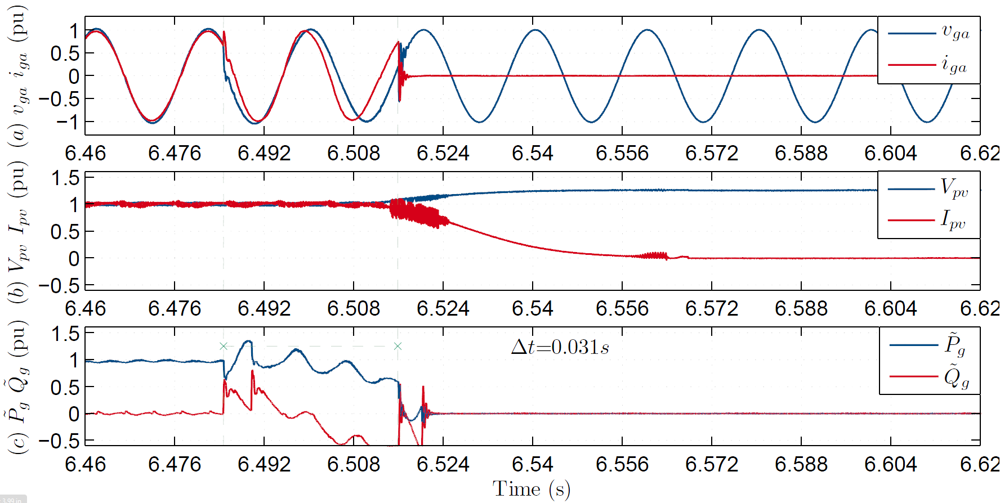 (a) v_ga i_ga (pu)
1
0.5
0
−0.5
−1
v_ga
i_ga
6.46 6.476 6.492 6.508 6.524 6.54 6.556 6.572 6.588 6.604 6.62
(b) V_pv I_pv (pu)
1.5
1
0.5
0
−0.5
V_pv
I_pv
6.46 6.476 6.492 6.508 6.524 6.54 6.556 6.572 6.588 6.604 6.62
(c) P̃_g Q̃_g (pu)
1.5
1
0.5
0
−0.5
Δt=0.031s
P̃_g
Q̃_g
6.46 6.476 6.492 6.508 6.524 6.54 6.556 6.572 6.588 6.604 6.62
Time (s)
3.99 in